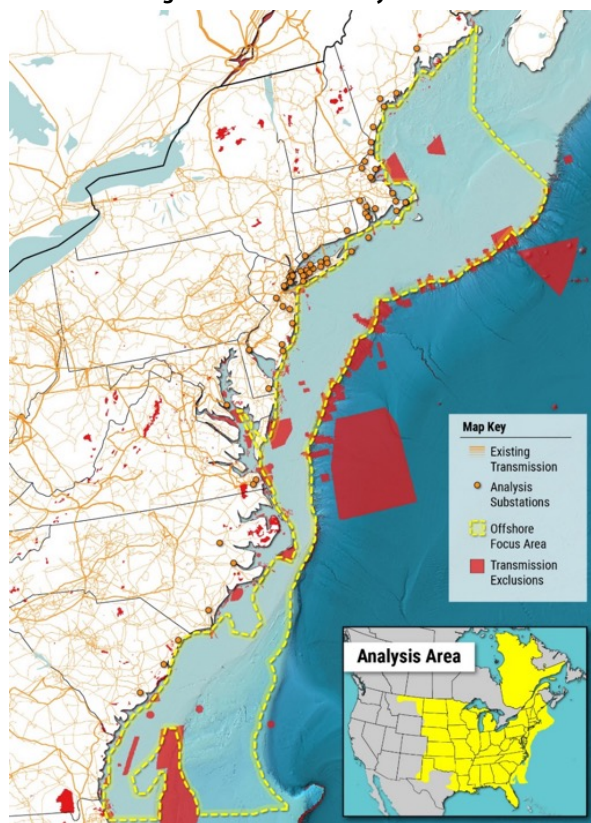 Map Key
Existing
Transmission
Analysis
Substations
Offshore
Focus Area
Transmission
Exclusions
Analysis Area